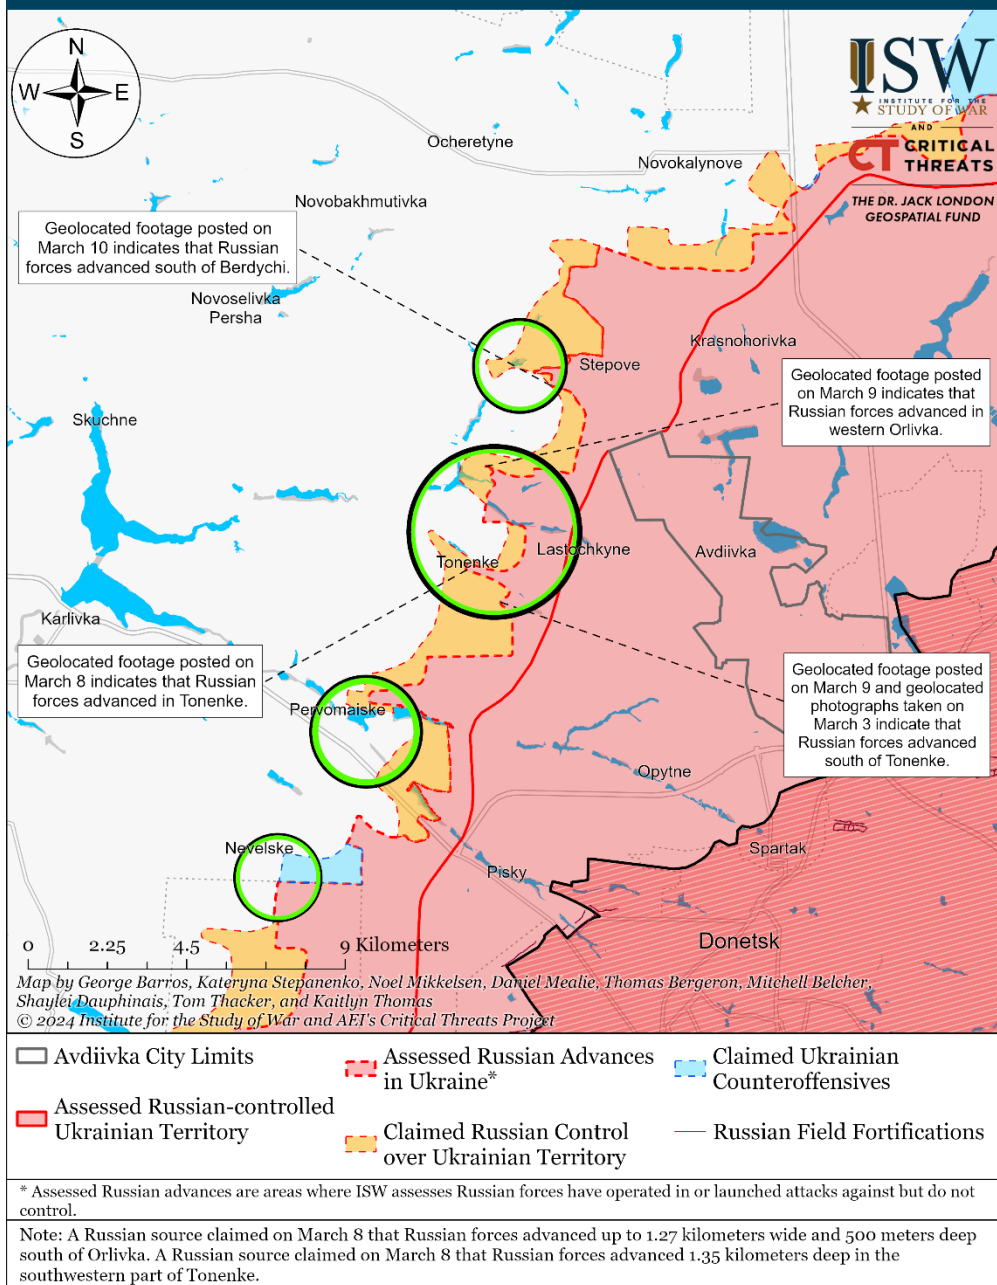 N
W
E
S
ISW
INSTITUTE FOR THE
STUDY OF WAR
AND
CT CRITICAL
THREATS
THE DR. JACK LONDON
GEOSPATIAL FUND
Ocheretyne
Novokalynove
Novobakhmutivka
Geolocated footage posted on
March 10 indicates that Russian
forces advanced south of Berdychi.
Novoselivka
Persha
Krasnohorivka
Stepove
Geolocated footage posted
on March 9 indicates that
Russian forces advanced in
western Orlivka.
Skuchne
Lastochkyne
Avdiivka
Tonenke
Karlivka
Geolocated footage posted on
March 8 indicates that Russian
forces advanced in Tonenke.
Geolocated footage posted
on March 9 and geolocated
photographs taken on
March 3 indicate that
Russian forces advanced
south of Tonenke.
Pervomaiske
Opytne
Nevelske
Spartak
Pisky
Donetsk
0 2.25 4.5 9 Kilometers
Map by George Barros, Kateryna Stepanenko, Noel Mikkelsen, Daniel Mealie, Thomas Bergeron, Mitchell Belcher,
Shaylei Dauphinais, Tom Thacker, and Kaitlyn Thomas
© 2024 Institute for the Study of War and AEI's Critical Threats Project
Avdiivka City Limits
Assessed Russian-controlled
Ukrainian Territory
Assessed Russian Advances
in Ukraine*
Claimed Russian Control
over Ukrainian Territory
Claimed Ukrainian
Counteroffensives
Russian Field Fortifications
* Assessed Russian advances are areas where ISW assesses Russian forces have operated in or launched attacks against but do not
control.
Note: A Russian source claimed on March 8 that Russian forces advanced up to 1.27 kilometers wide and 500 meters deep
south of Orlivka. A Russian source claimed on March 8 that Russian forces advanced 1.35 kilometers deep in the
southwestern part of Tonenke.